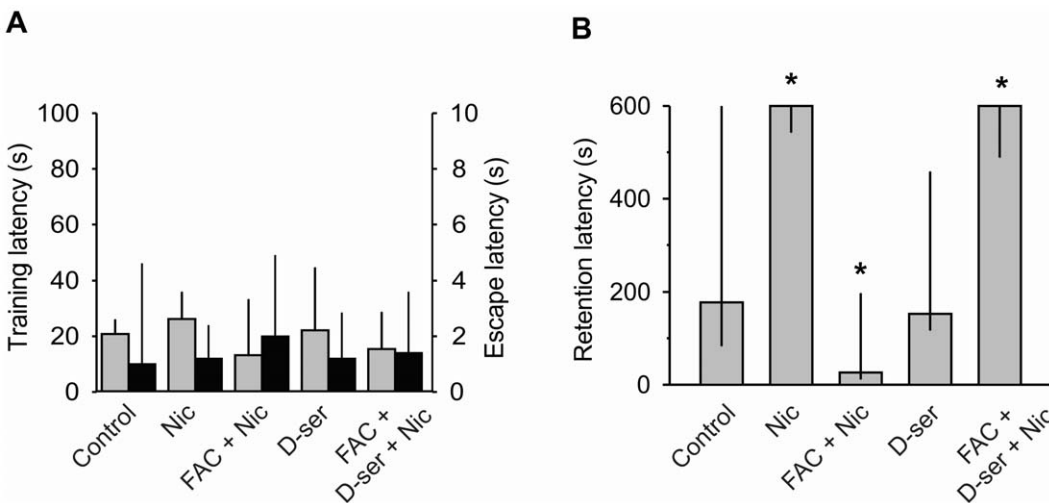 A
Training latency (s)
100
80
60
40
20
0
10
8
6
4
2
0
Escape latency (s)
Control
Nic
FAC + Nic
D-ser
FAC +
D-ser + Nic
B
Retention latency (s)
600
400
200
0
*
*
*
Control
Nic
FAC + Nic
D-ser
FAC +
D-ser + Nic